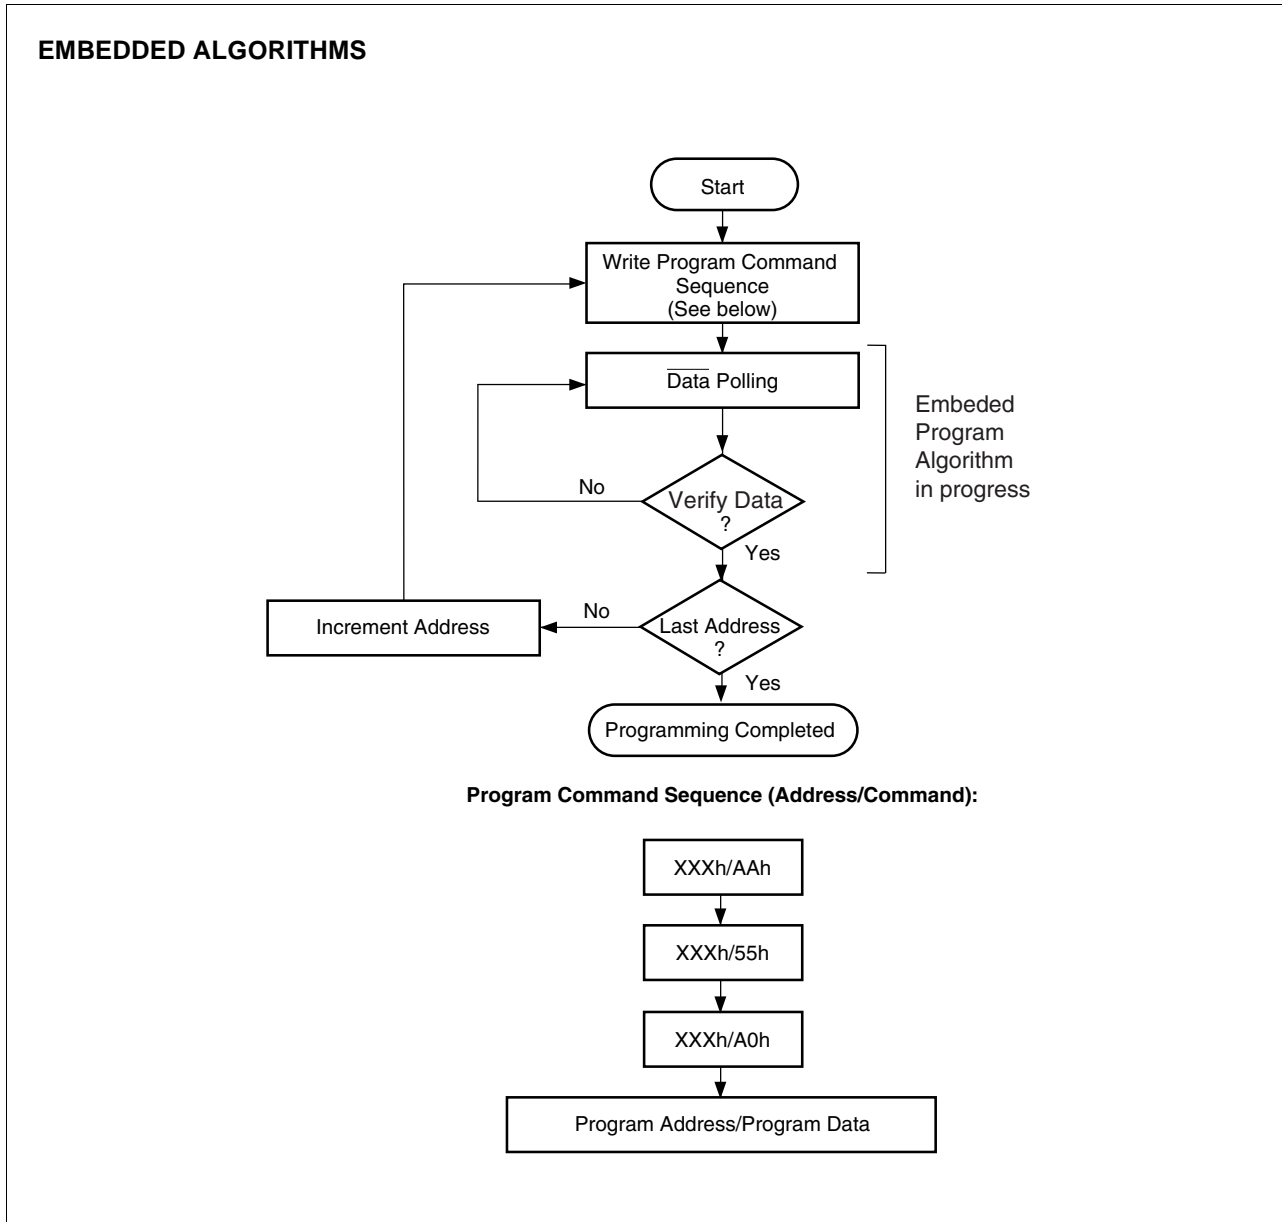 EMBEDDED ALGORITHMS
Start
Write Program Command
Sequence
(See below)
Data Polling
Embeded
Program
Algorithm
in progress
No
Verify Data
?
Yes
No
Increment Address
Last Address
?
Yes
Programming Completed
Program Command Sequence (Address/Command):
XXXh/AAh
XXXh/55h
XXXh/A0h
Program Address/Program Data